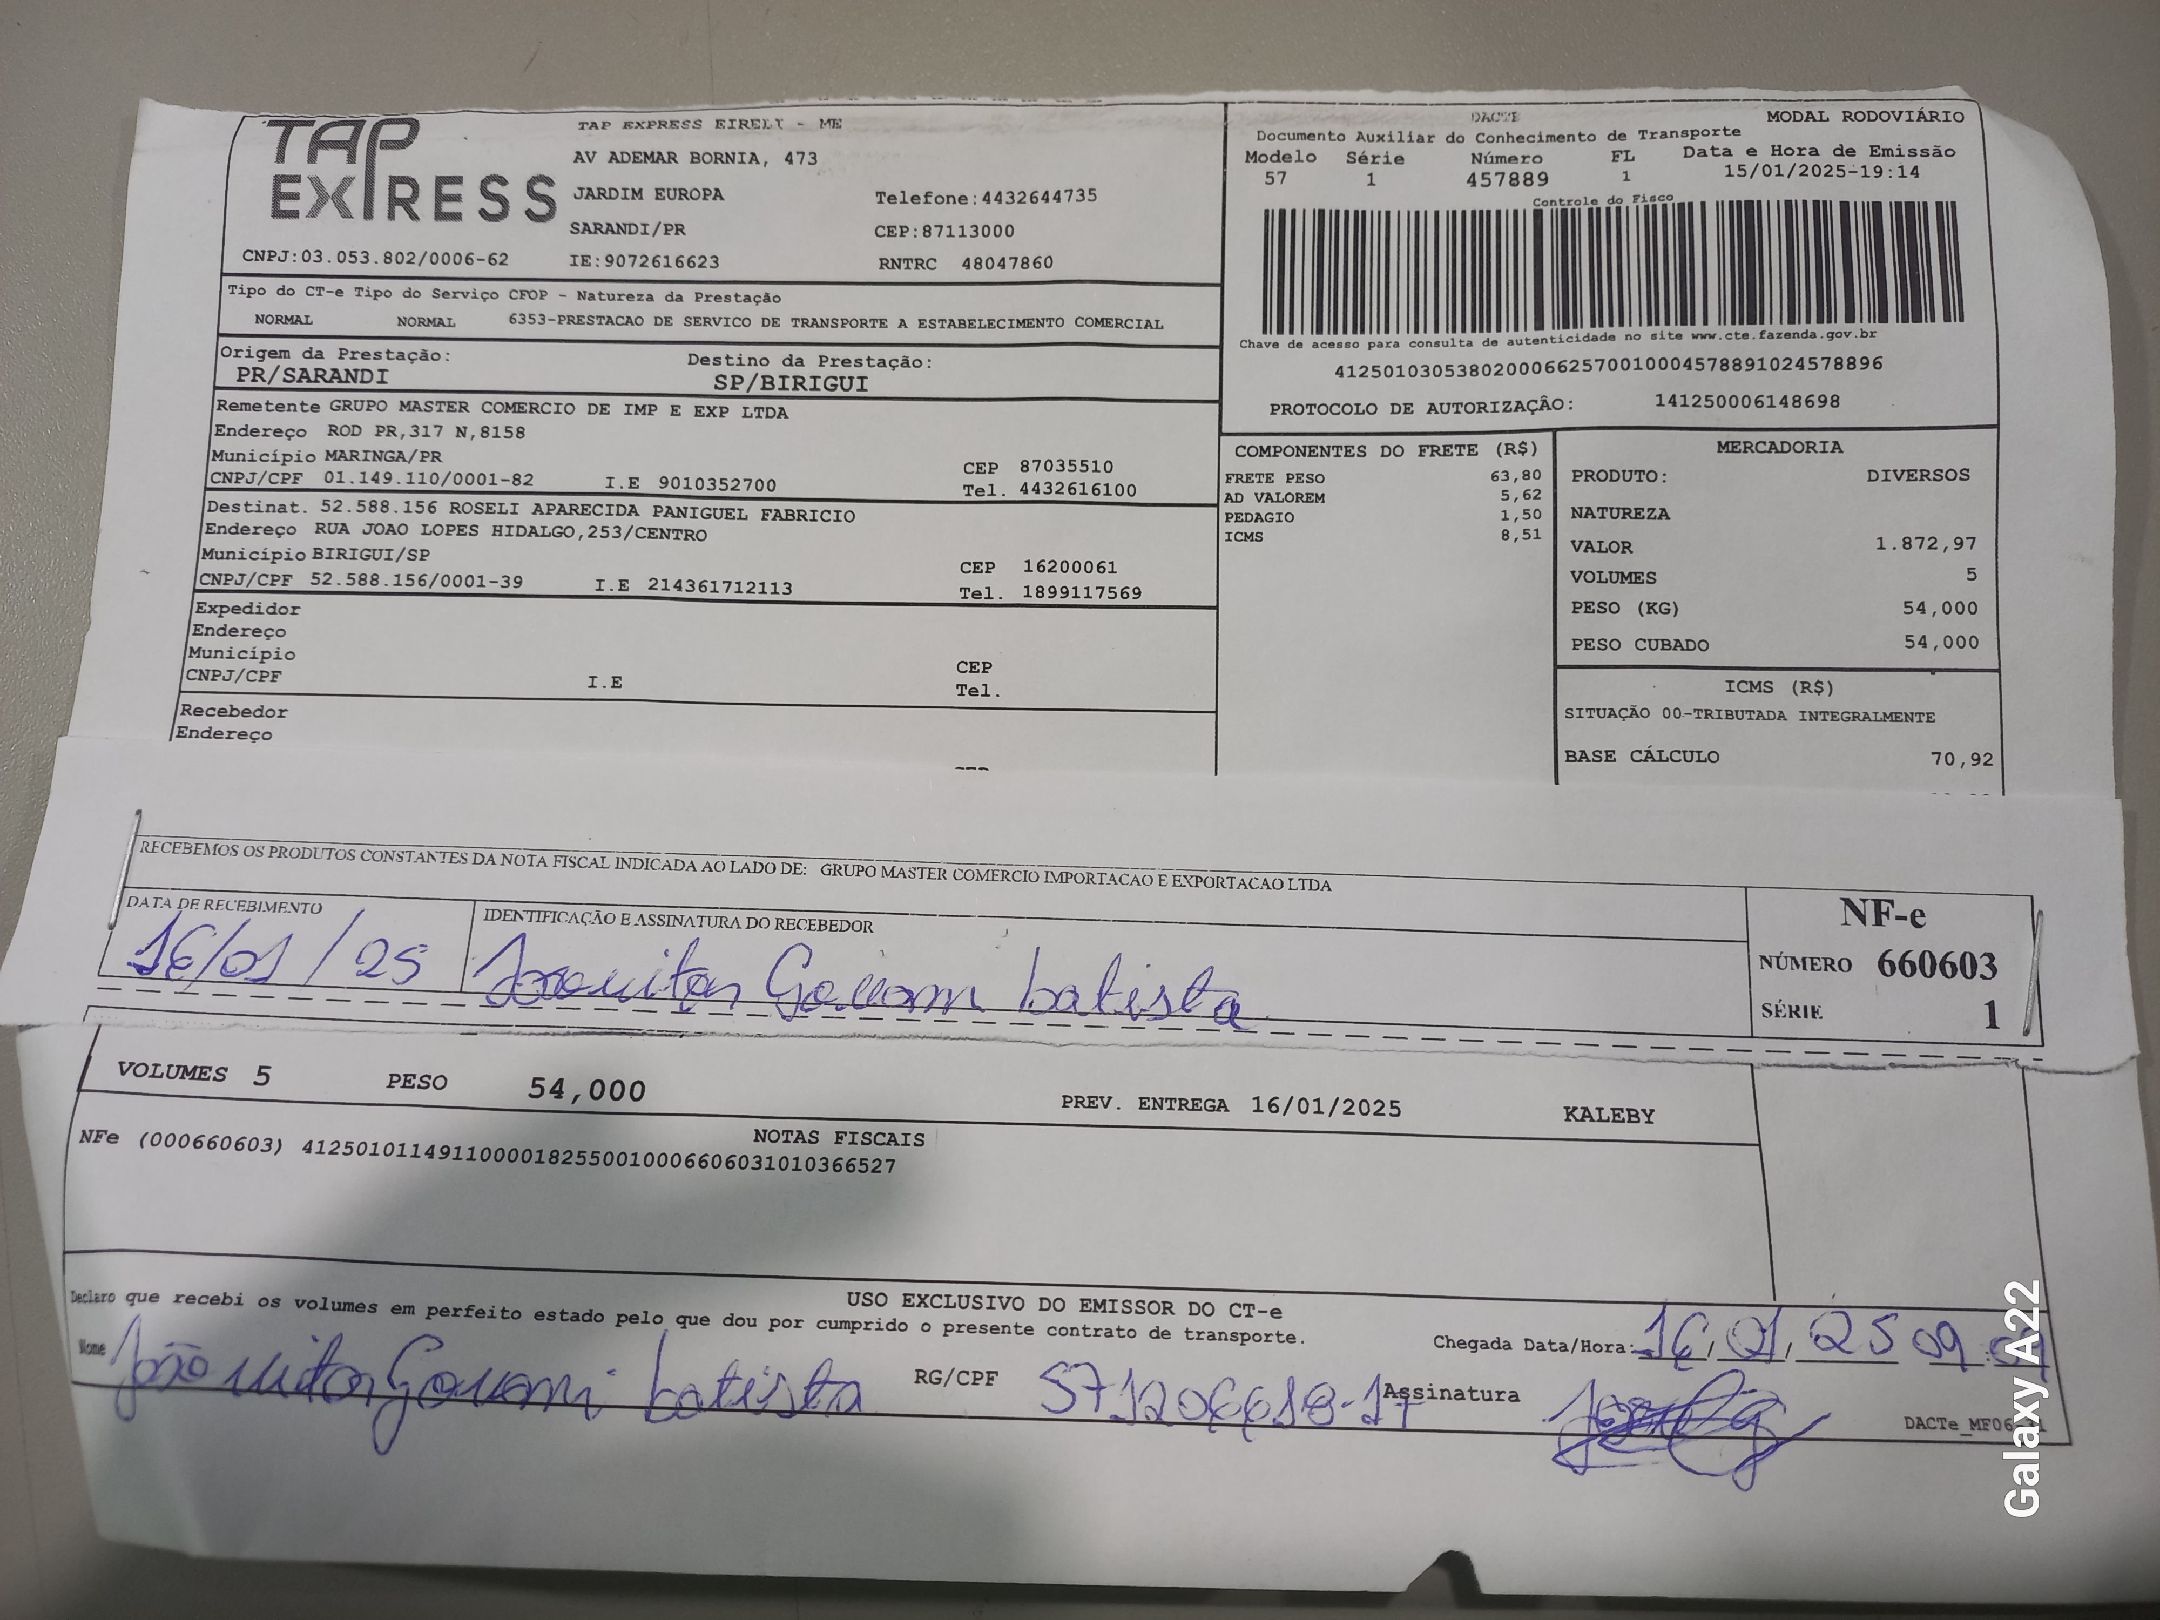 TAP EXPRESS
TAP EXPRESS EIRELI - ME
AV ADEMAR BORNIA, 473
JARDIM EUROPA Telefone:4432644735
SARANDI/PR CEP:87113000
CNPJ:03.053.802/0006-62 IE:9072616623 RNTRC 48047860
DACTE MODAL RODOVIÁRIO
Documento Auxiliar do Conhecimento de Transporte
Modelo Série Número FL Data e Hora de Emissão
57 1 457889 1 15/01/2025-19:14
Controle do Fisco
Chave de acesso para consulta de autenticidade no site www.cte.fazenda.gov.br
41250103053802000662570010004578891024578896
PROTOCOLO DE AUTORIZAÇÃO: 141250006148698
Tipo do CT-e Tipo do Serviço CFOP - Natureza da Prestação
NORMAL NORMAL 6353-PRESTACAO DE SERVICO DE TRANSPORTE A ESTABELECIMENTO COMERCIAL
Origem da Prestação: Destino da Prestação:
PR/SARANDI SP/BIRIGUI
Remetente GRUPO MASTER COMERCIO DE IMP E EXP LTDA
Endereço ROD PR,317 N,8158
Município MARINGA/PR CEP 87035510
CNPJ/CPF 01.149.110/0001-82 I.E 9010352700 Tel. 4432616100
Destinat. 52.588.156 ROSELI APARECIDA PANIGUEL FABRICIO
Endereço RUA JOAO LOPES HIDALGO,253/CENTRO
Município BIRIGUI/SP CEP 16200061
CNPJ/CPF 52.588.156/0001-39 I.E 214361712113 Tel. 1899117569
Expedidor
Endereço
Município CEP
CNPJ/CPF I.E Tel.
Recebedor
Endereço
COMPONENTES DO FRETE (R$)
FRETE PESO 63,80
AD VALOREM 5,62
PEDAGIO 1,50
ICMS 8,51
MERCADORIA
PRODUTO: DIVERSOS
NATUREZA
VALOR 1.872,97
VOLUMES 5
PESO (KG) 54,000
PESO CUBADO 54,000
ICMS (R$)
SITUAÇÃO 00-TRIBUTADA INTEGRALMENTE
BASE CÁLCULO 70,92
RECEBEMOS OS PRODUTOS CONSTANTES DA NOTA FISCAL INDICADA AO LADO DE: GRUPO MASTER COMERCIO IMPORTACAO E EXPORTACAO LTDA
DATA DE RECEBIMENTO IDENTIFICAÇÃO E ASSINATURA DO RECEBEDOR
16/01/25 batista
NF-e
NÚMERO 660603
SÉRIE 1
VOLUMES 5 PESO 54,000 PREV. ENTREGA 16/01/2025 KALEBY
NOTAS FISCAIS
NFe (000660603) 41250101149110000182550010006606031010366527
USO EXCLUSIVO DO EMISSOR DO CT-e
Declaro que recebi os volumes em perfeito estado pelo que dou por cumprido o presente contrato de transporte.
Chegada Data/Hora: 16,01,25 09
Nome João vitor batista RG/CPF 571206618-17 Assinatura
DACTe_MF06
Galaxy A22